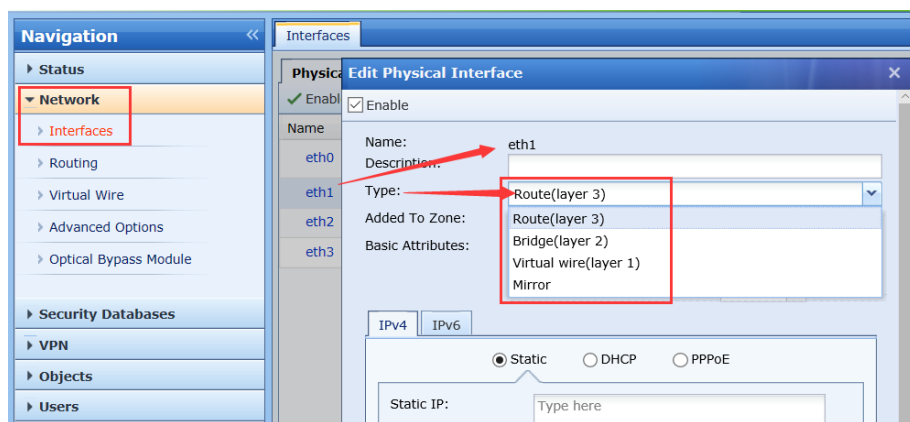 Navigation
Status
Network
Interfaces
Routing
Virtual Wire
Advanced Options
Optical Bypass Module
Security Databases
VPN
Objects
Users
Interfaces
Physica
Enabl
Name
eth0
eth1
eth2
eth3
Edit Physical Interface
Enable
Name: eth1
Description:
Type: Route(layer 3)
Added To Zone:
Basic Attributes:
Route(layer 3)
Bridge(layer 2)
Virtual wire(layer 1)
Mirror
IPv4 IPv6
Static DHCP PPPoE
Static IP: Type here